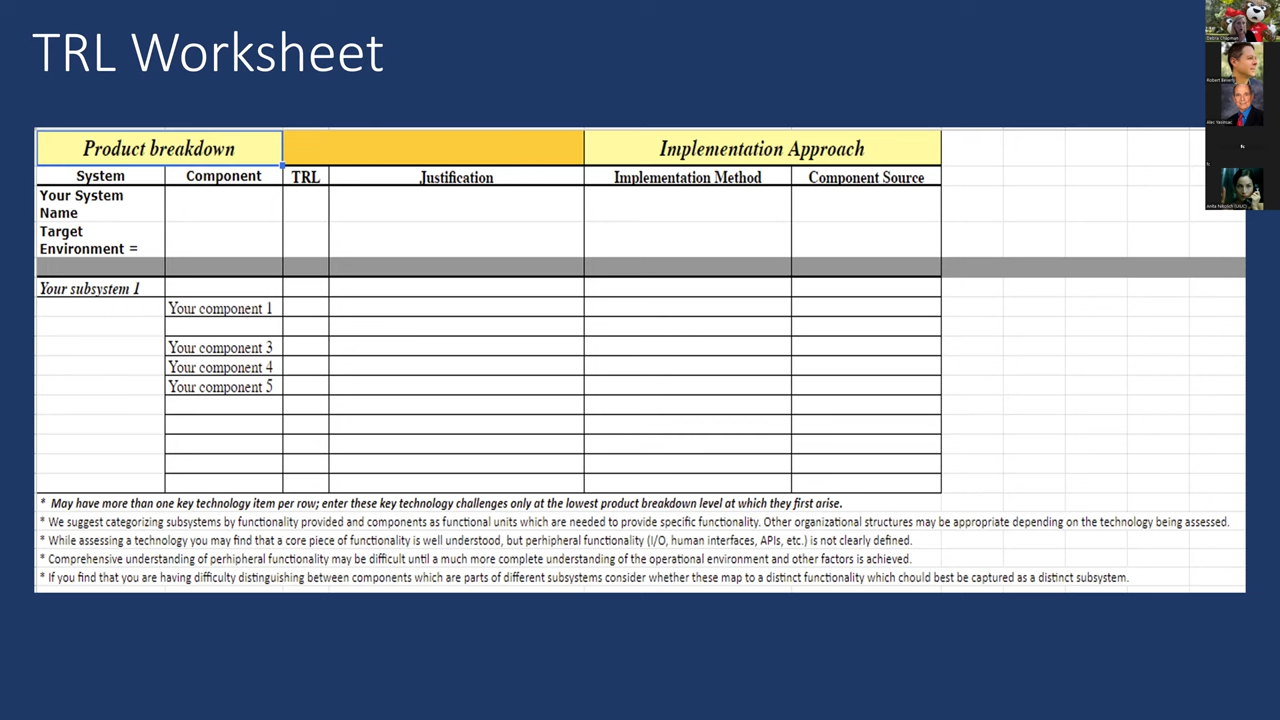 TRL Worksheet
Product breakdown
Implementation Approach
System
Component
TRL
Justification
Implementation Method
Component Source
Your System
Name
Target
Environment =
Your subsystem 1
Your component 1
Your component 3
Your component 4
Your component 5
* May have more than one key technology item per row; enter these key technology challenges only at the lowest product breakdown level at which they first arise.
* We suggest categorizing subsystems by functionality provided and components as functional units which are needed to provide specific functionality. Other organizational structures may be appropriate depending on the technology being assessed.
* While assessing a technology you may find that a core piece of functionality is well understood, but perhipheral functionality (I/O, human interfaces, APIs, etc.) is not clearly defined.
* Comprehensive understanding of perhipheral functionality may be difficult until a much more complete understanding of the operational environment and other factors is achieved.
* If you find that you are having difficulty distinguishing between components which are parts of different subsystems consider whether these map to a distinct functionality which chould best be captured as a distinct subsystem.
Debra Chapman
Robert Beverly
Alec Yasinsac